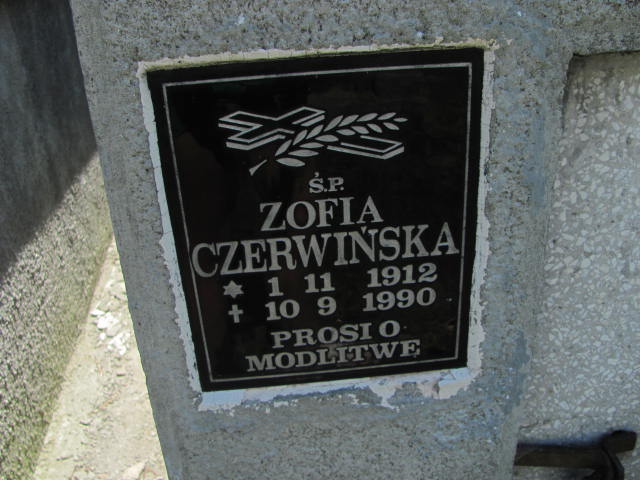 Ś.P.
ZOFIA
CZERWIŃSKA
* 1 11 1912
† 10 9 1990
PROSI O
MODLITWĘ